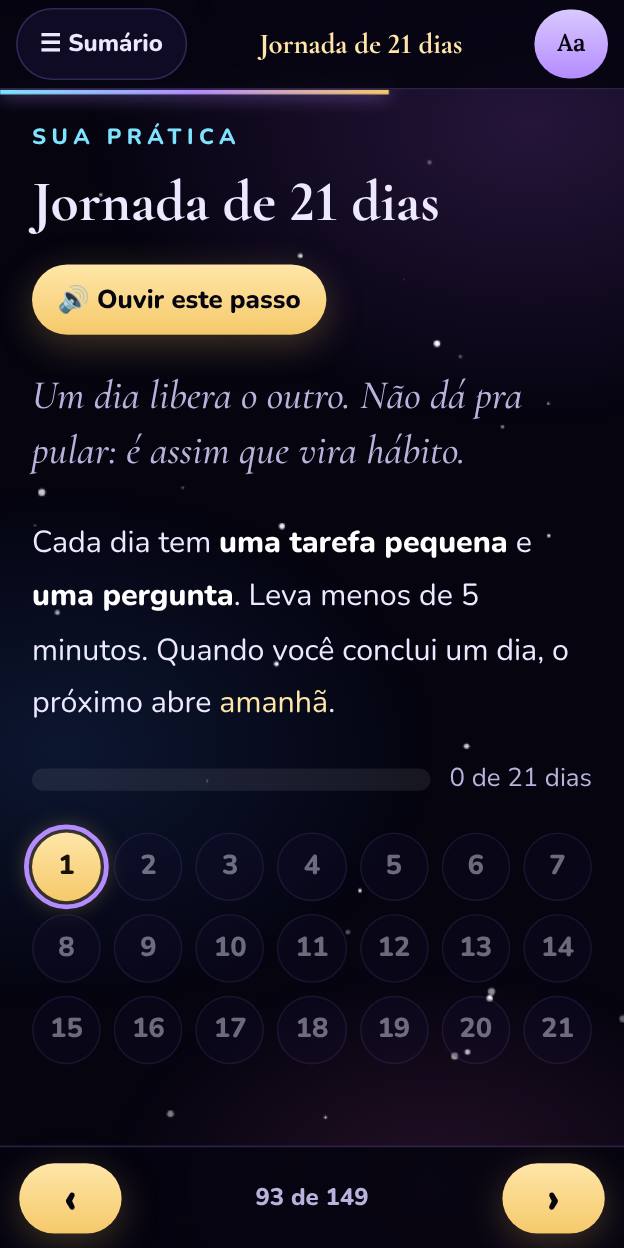 ☰ Sumário
Jornada de 21 dias
Aa
SUA PRÁTICA
Jornada de 21 dias
🔊 Ouvir este passo
Um dia libera o outro. Não dá pra
pular: é assim que vira hábito.
Cada dia tem uma tarefa pequena e
uma pergunta. Leva menos de 5
minutos. Quando você conclui um dia, o
próximo abre amanhã.
0 de 21 dias
1 2 3 4 5 6 7
8 9 10 11 12 13 14
15 16 17 18 19 20 21
‹ 93 de 149 ›